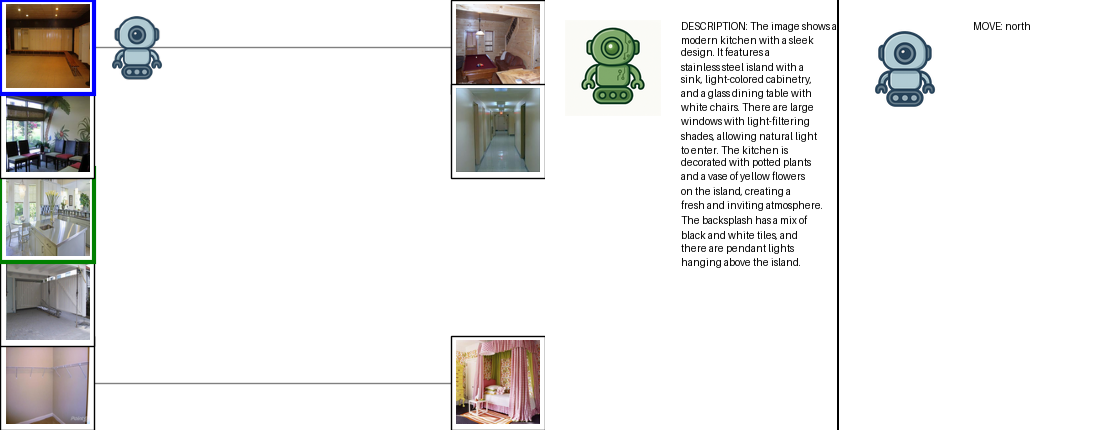 DESCRIPTION: The image shows a
modern kitchen with a sleek
design. It features a
stainless steel island with a
sink, light-colored cabinetry,
and a glass dining table with
white chairs. There are large
windows with light-filtering
shades, allowing natural light
to enter. The kitchen is
decorated with potted plants
and a vase of yellow flowers
on the island, creating a
fresh and inviting atmosphere.
The backsplash has a mix of
black and white tiles, and
there are pendant lights
hanging above the island.
MOVE: north